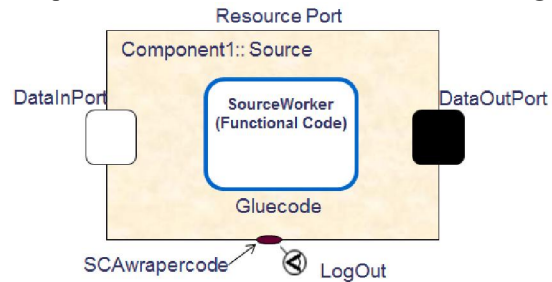 Resource Port
Component1:: Source
DataInPort
DataOutPort
SourceWorker
(Functional Code)
Gluecode
SCAwrapercode
LogOut